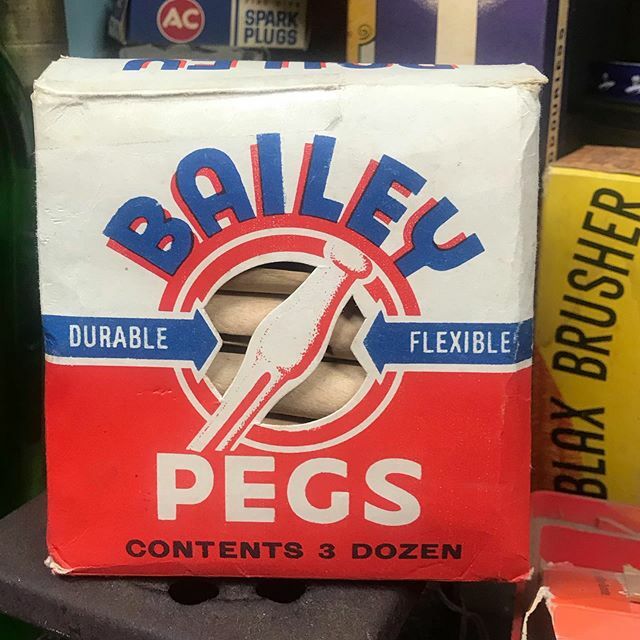 AC
SPARK
PLUGS
BAILEY
DURABLE
FLEXIBLE
PEGS
CONTENTS 3 DOZEN
BLAX BRUSHER